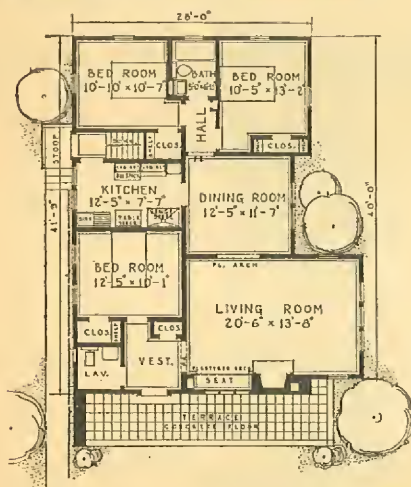 28'-0"
BED ROOM
10'-10" x 10'-7"
BATH
BED ROOM
10'-5" x 13'-2"
HALL
CLOS.
CLOS.
STOOP
KITCHEN
12'-5" x 7'-7"
DINING ROOM
12'-5" x 11'-7"
40'-0"
BED ROOM
12'-5" x 10'-1"
PL. ARCH
LIVING ROOM
20'-6" x 13'-8"
CLOS.
CLOS.
VEST.
LAV.
SEAT
TERRACE
CONCRETE FLOOR